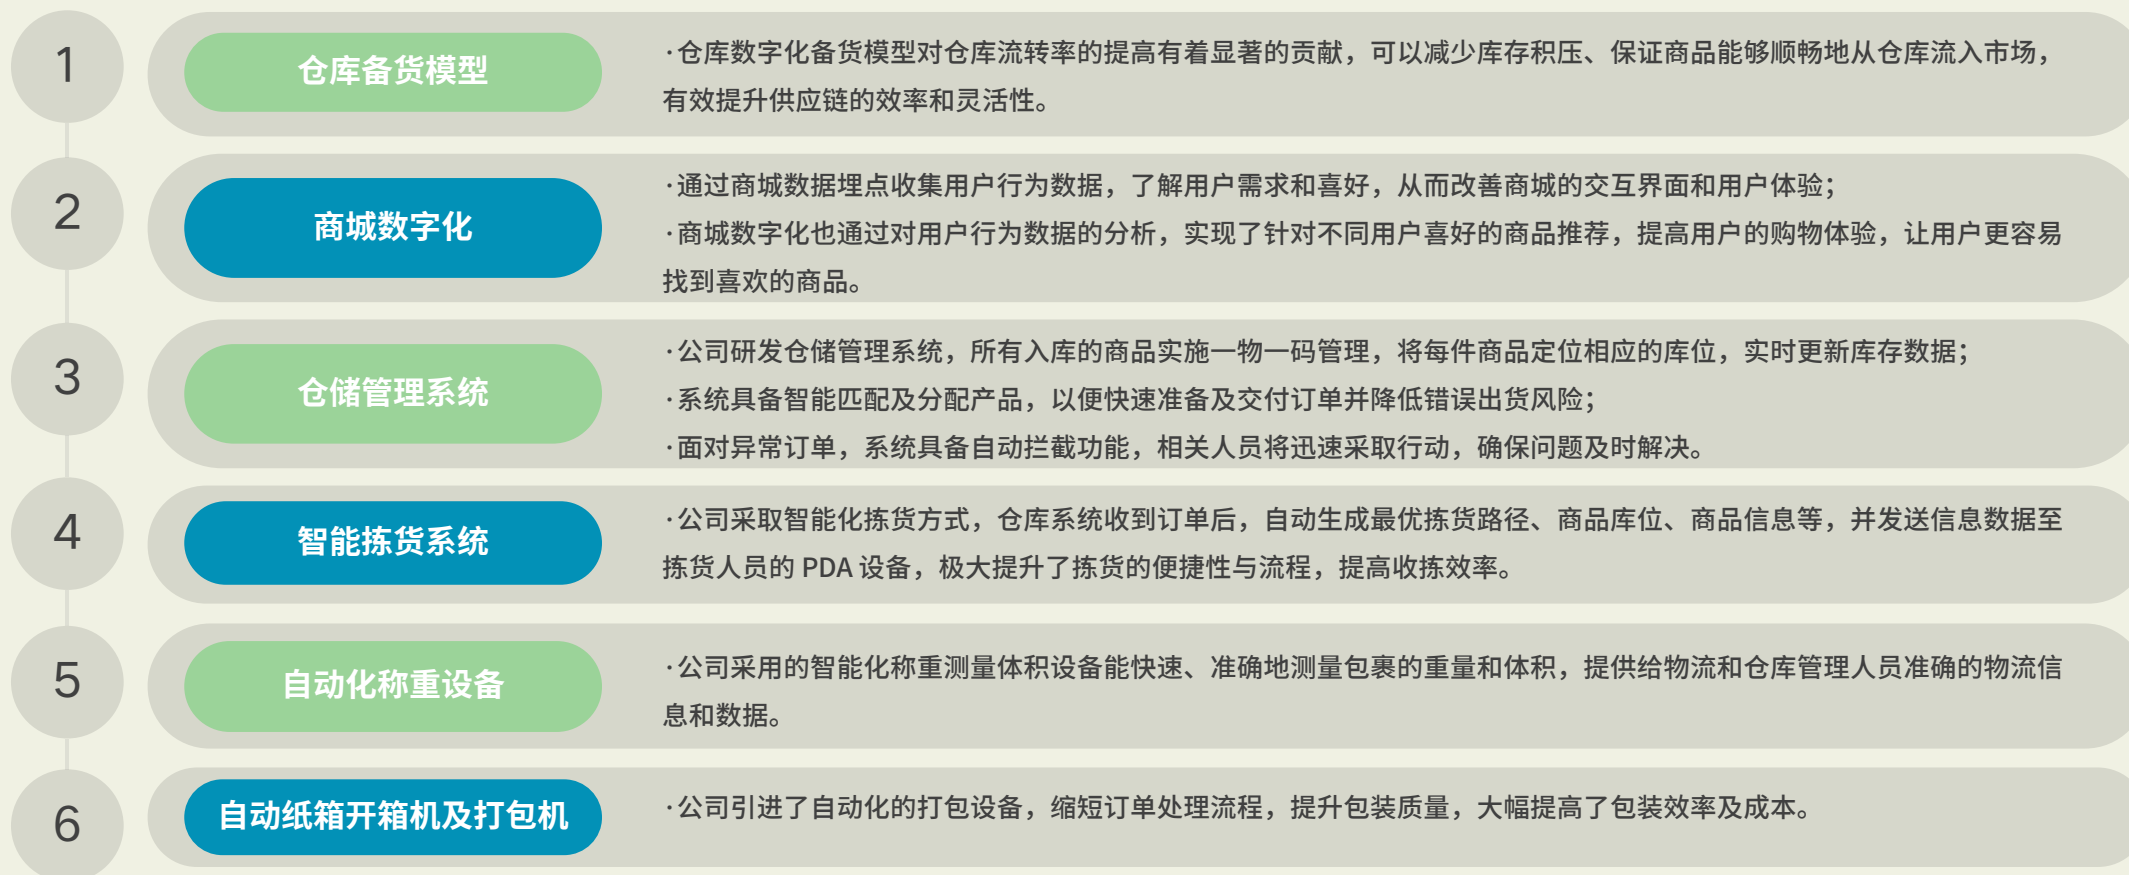 1
仓库备货模型
·仓库数字化备货模型对仓库流转率的提高有着显著的贡献，可以减少库存积压、保证商品能够顺畅地从仓库流入市场，
有效提升供应链的效率和灵活性。
2
商城数字化
·通过商城数据埋点收集用户行为数据，了解用户需求和喜好，从而改善商城的交互界面和用户体验；
·商城数字化也通过对用户行为数据的分析，实现了针对不同用户喜好的商品推荐，提高用户的购物体验，让用户更容易
找到喜欢的商品。
3
仓储管理系统
·公司研发仓储管理系统，所有入库的商品实施一物一码管理，将每件商品定位相应的库位，实时更新库存数据；
·系统具备智能匹配及分配产品，以便快速准备及交付订单并降低错误出货风险；
·面对异常订单，系统具备自动拦截功能，相关人员将迅速采取行动，确保问题及时解决。
4
智能拣货系统
·公司采取智能化拣货方式，仓库系统收到订单后，自动生成最优拣货路径、商品库位、商品信息等，并发送信息数据至
拣货人员的 PDA 设备，极大提升了拣货的便捷性与流程，提高收拣效率。
5
自动化称重设备
·公司采用的智能化称重测量体积设备能快速、准确地测量包裹的重量和体积，提供给物流和仓库管理人员准确的物流信
息和数据。
6
自动纸箱开箱机及打包机
·公司引进了自动化的打包设备，缩短订单处理流程，提升包装质量，大幅提高了包装效率及成本。